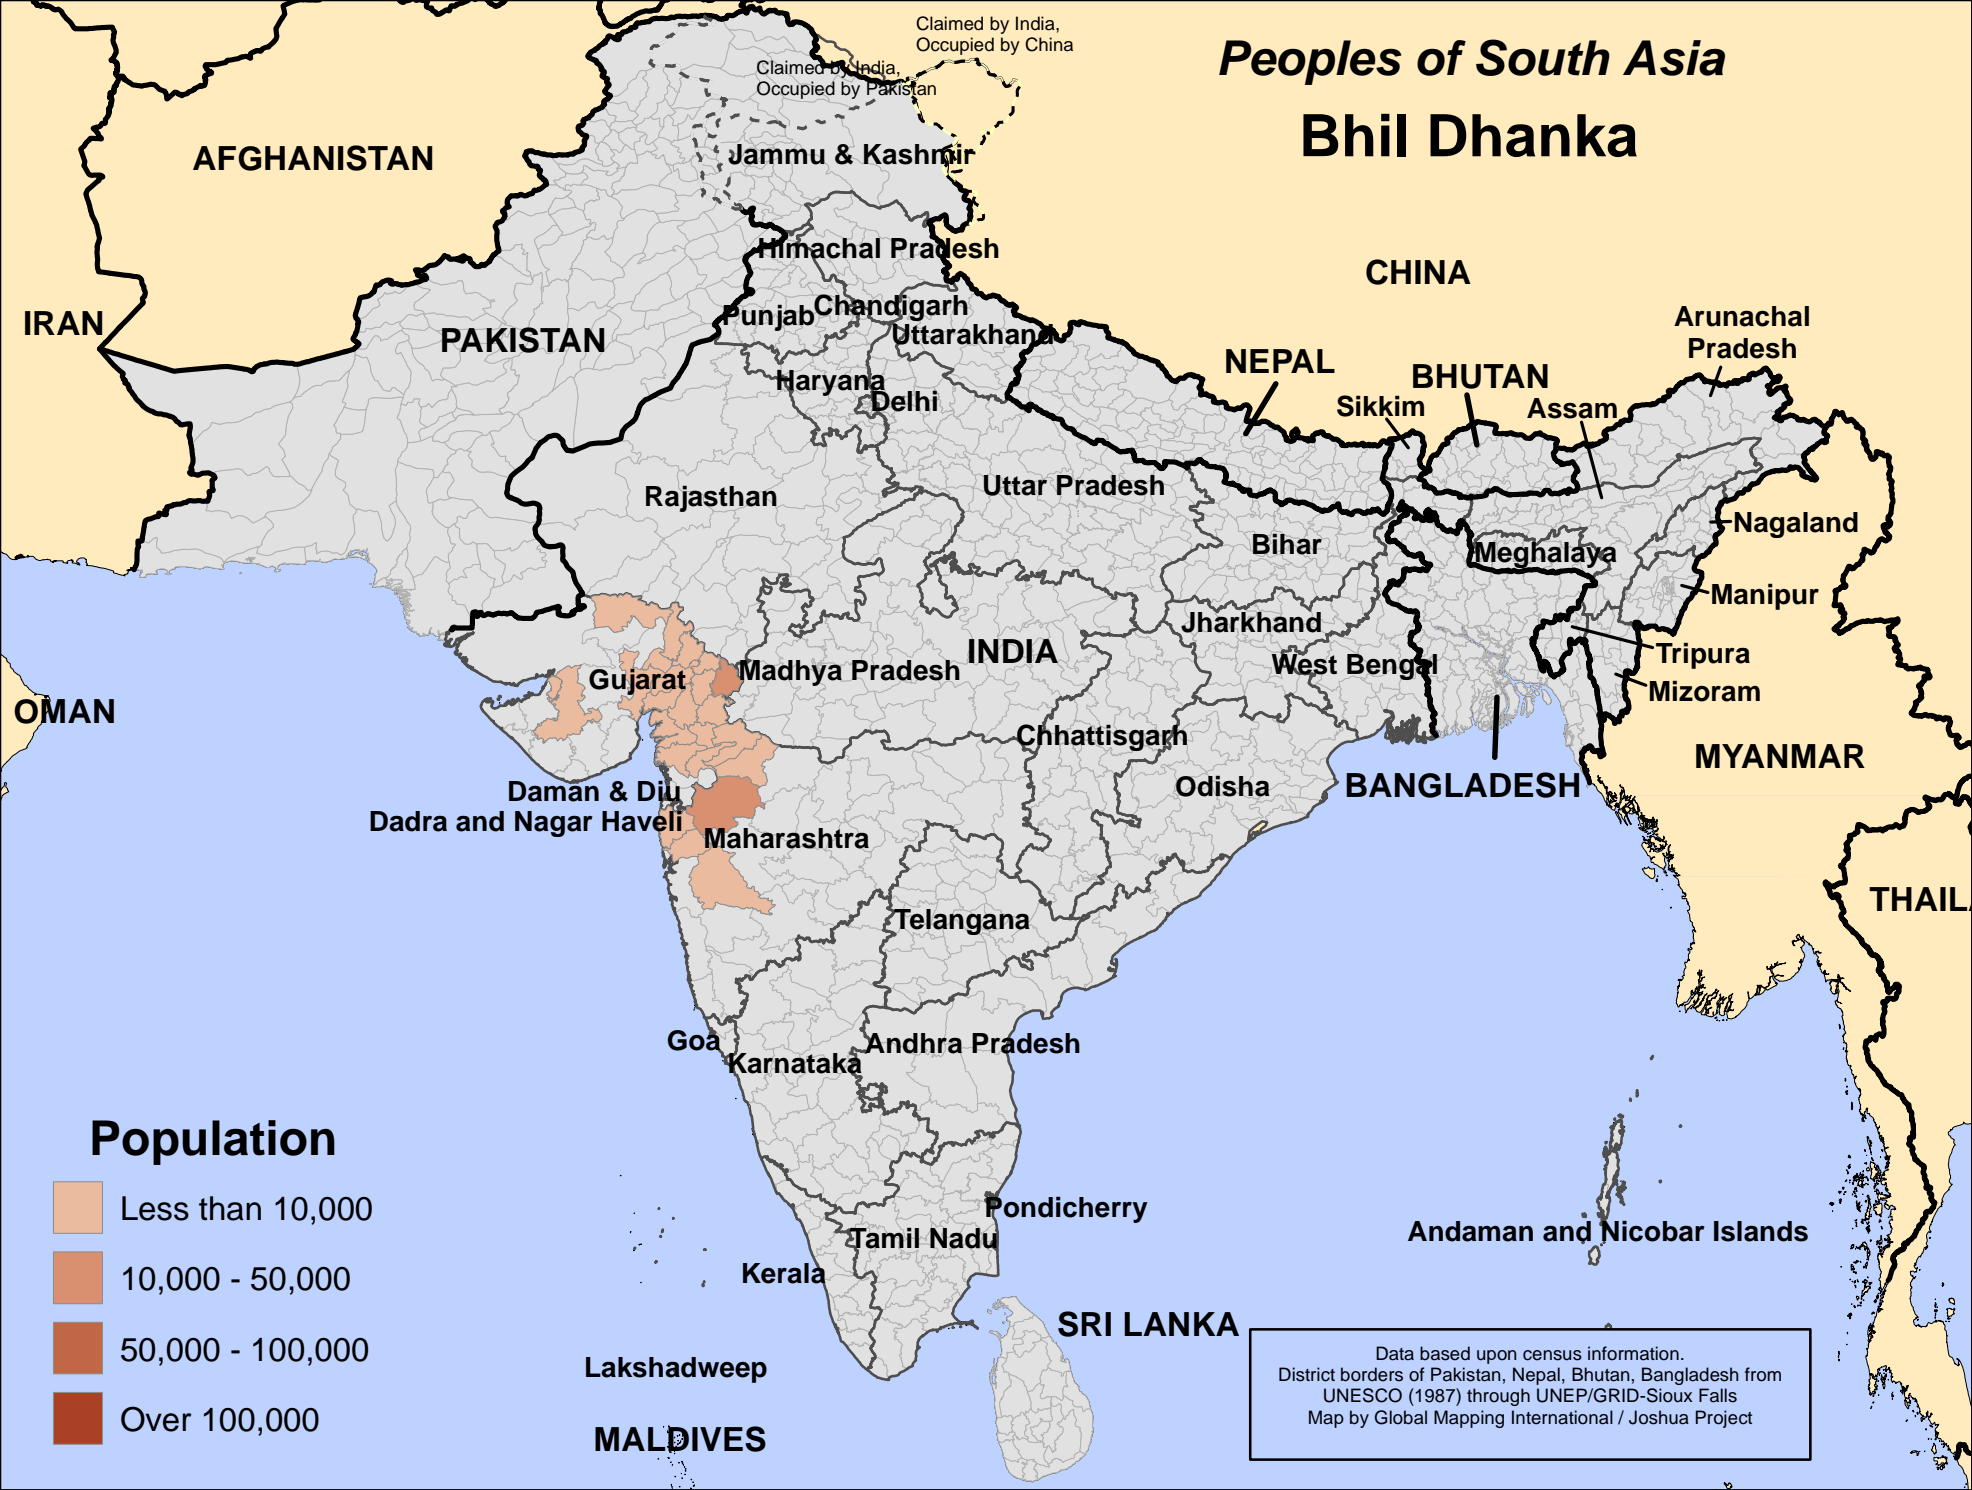 Claimed by India,
Occupied by China
Peoples of South Asia
Bhil Dhanka
Claimed by India,
Occupied by Pakistan
AFGHANISTAN
Jammu & Kashmir
Himachal Pradesh
CHINA
IRAN
PAKISTAN
Punjab
Chandigarh
Uttarakhand
Arunachal
Pradesh
NEPAL
BHUTAN
Haryana
Delhi
Sikkim
Assam
Rajasthan
Uttar Pradesh
Nagaland
Bihar
Meghalaya
Manipur
Jharkhand
INDIA
Tripura
West Bengal
Gujarat
Madhya Pradesh
Mizoram
OMAN
Chhattisgarh
MYANMAR
Odisha
BANGLADESH
Daman & Diu
Dadra and Nagar Haveli
Maharashtra
THAIL
Telangana
Goa
Andhra Pradesh
Karnataka
Population
Less than 10,000
10,000 - 50,000
50,000 - 100,000
Over 100,000
Pondicherry
Tamil Nadu
Andaman and Nicobar Islands
Kerala
SRI LANKA
Lakshadweep
MALDIVES
Data based upon census information.
District borders of Pakistan, Nepal, Bhutan, Bangladesh from
UNESCO (1987) through UNEP/GRID-Sioux Falls
Map by Global Mapping International / Joshua Project